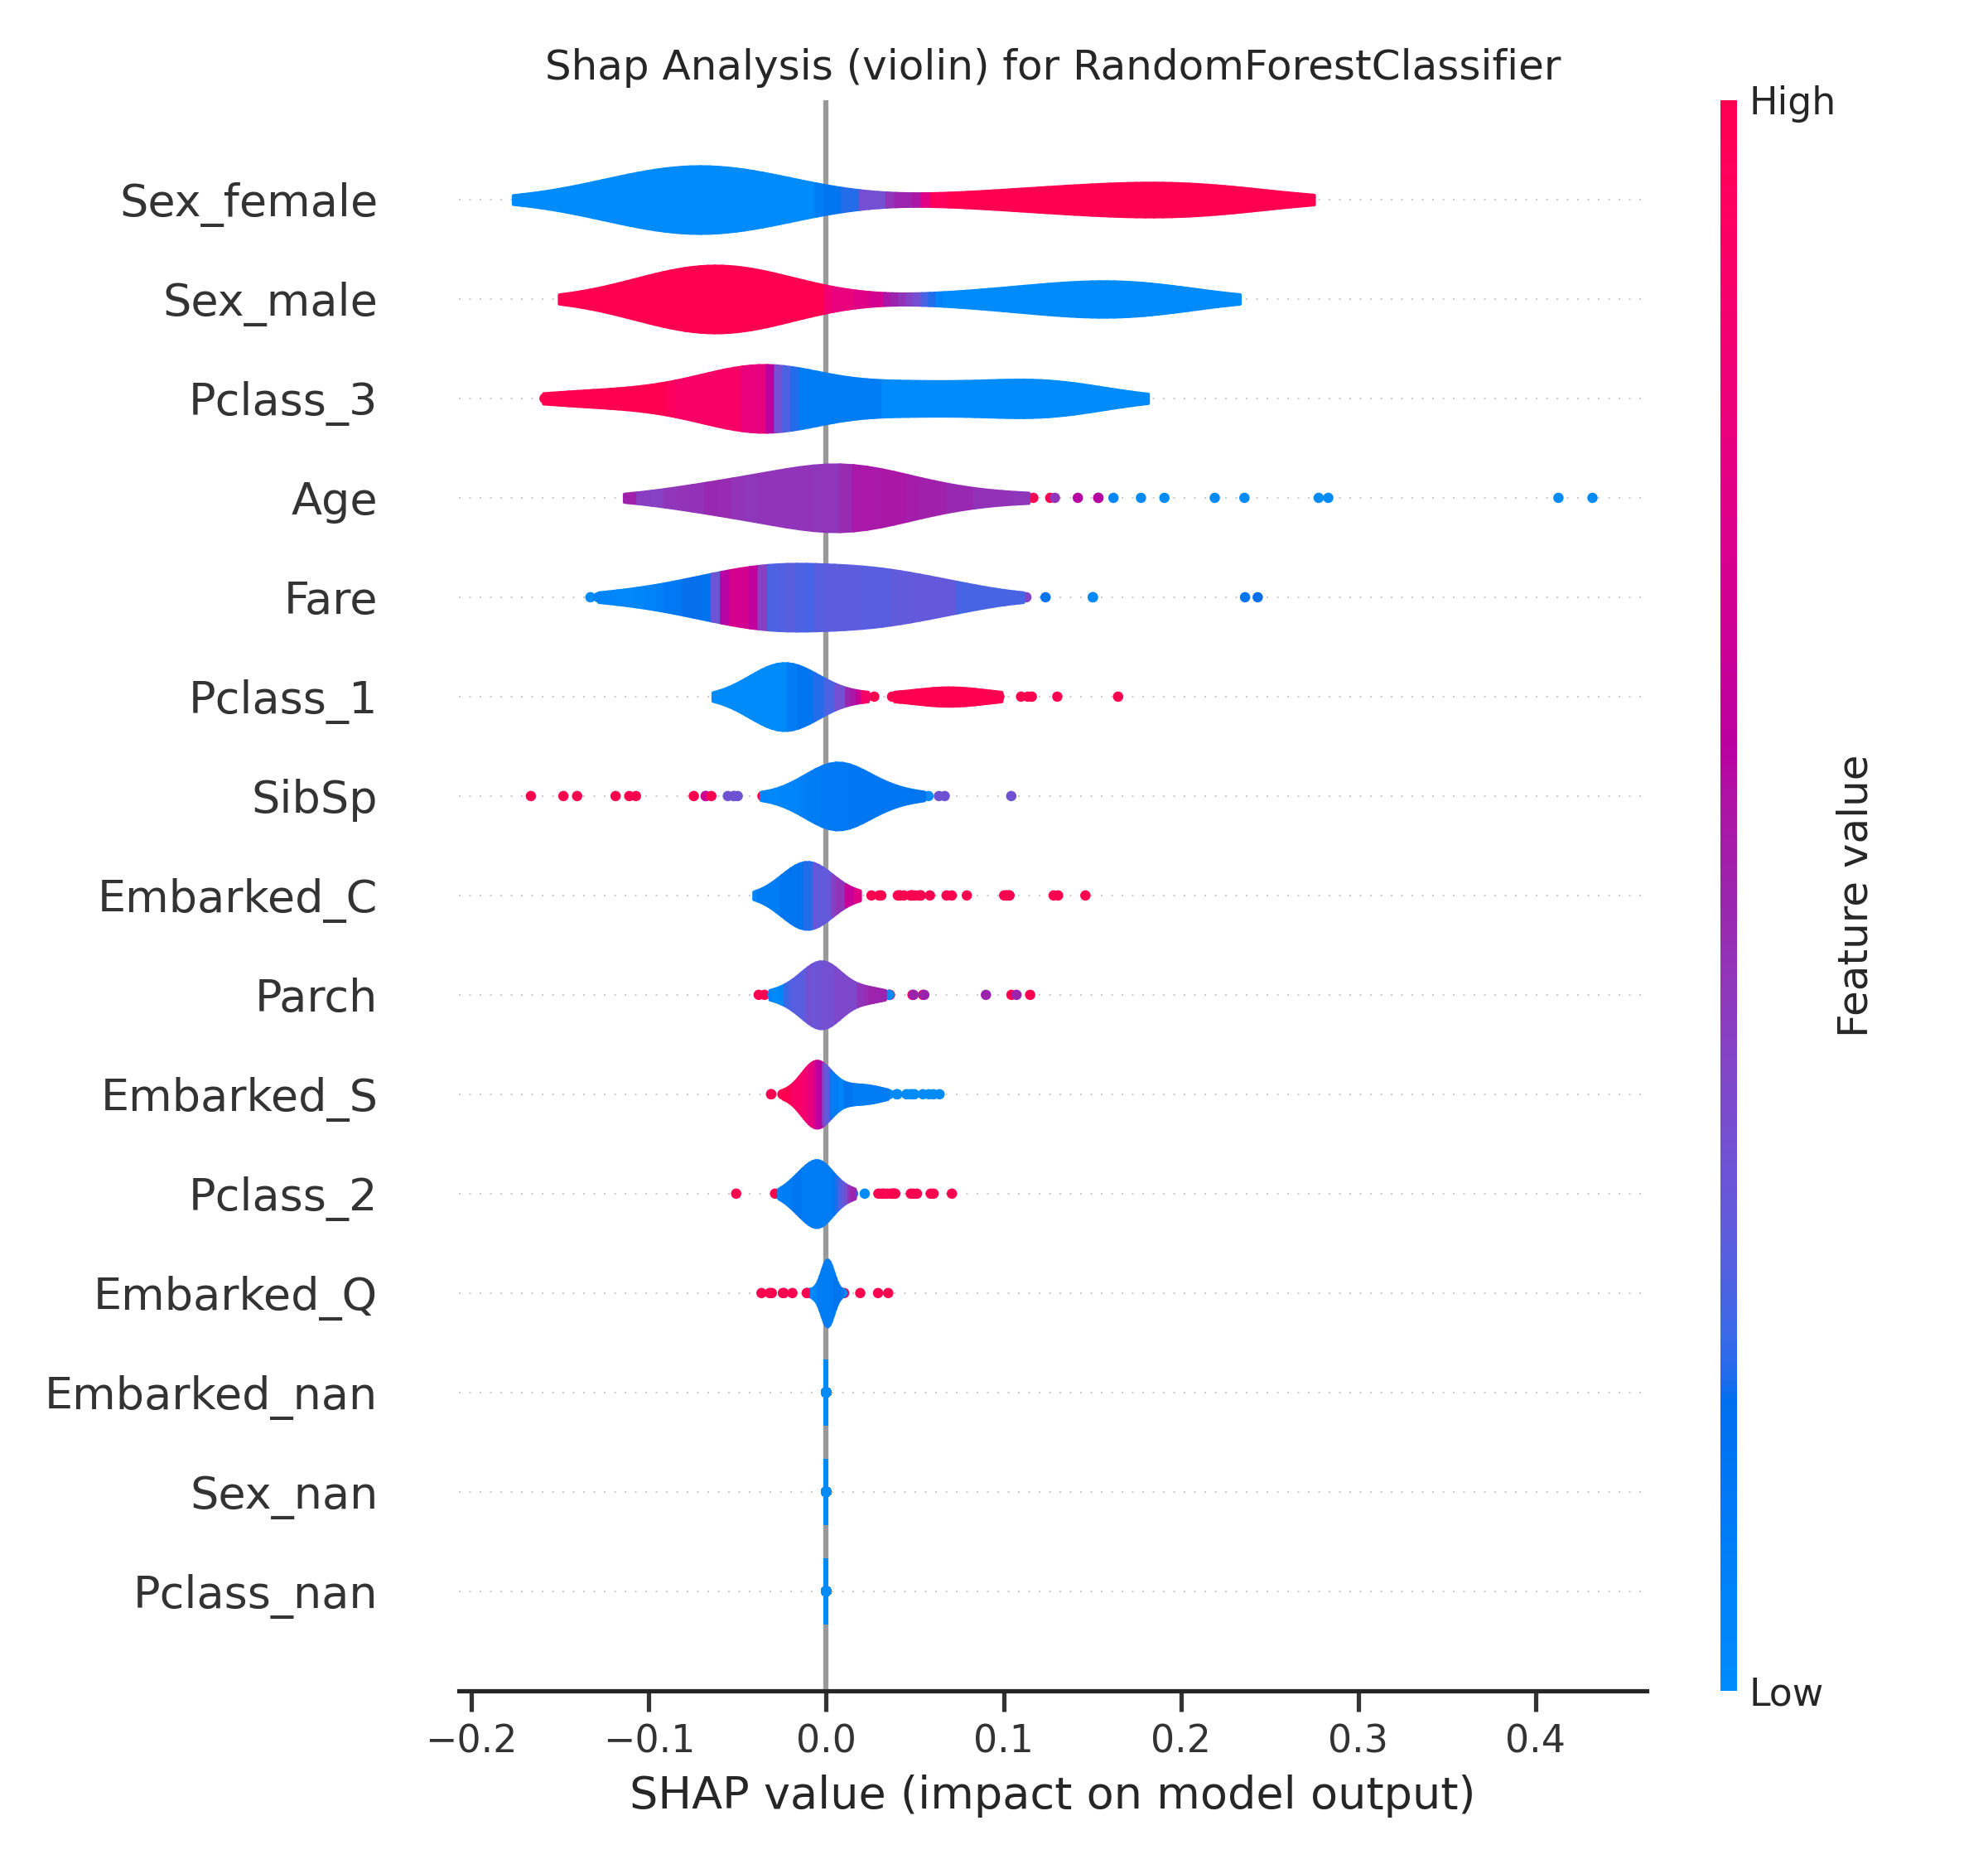 Shap Analysis (violin) for RandomForestClassifier
High
Sex_female
Sex_male
Pclass_3
Age
Fare
Pclass_1
SibSp
Embarked_C
Parch
Embarked_S
Pclass_2
Embarked_Q
Embarked_nan
Sex_nan
Pclass_nan
Feature value
Low
−0.2 −0.1 0.0 0.1 0.2 0.3 0.4
SHAP value (impact on model output)